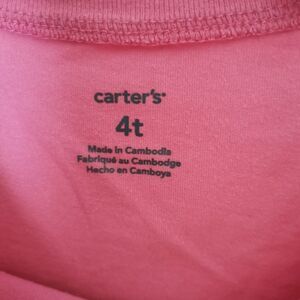 carter's
4t
Made in Cambodia
Fabriqué au Cambodge
Hecho en Camboya